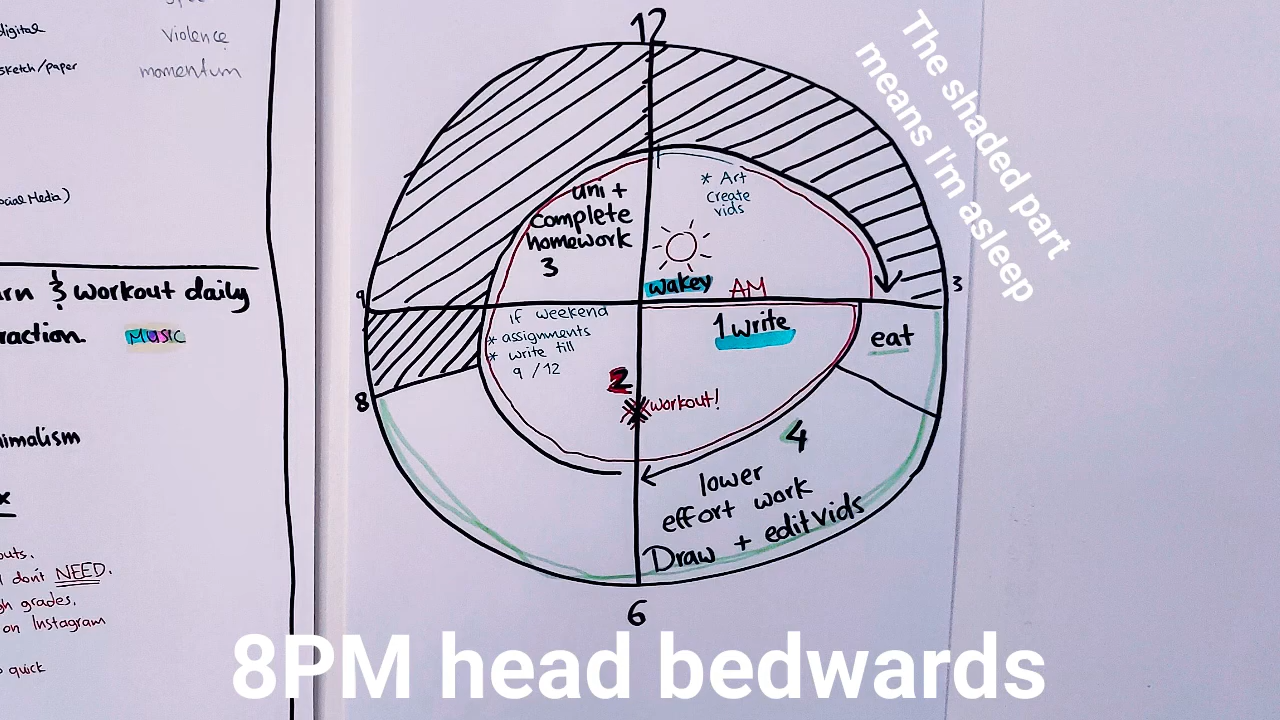 digital
violence
sketch/paper
momentum
ocial Media)
rn & workout daily
raction. MUSIC
nimalism
outs.
don't NEED.
gh grades.
on Instagram
quick
12
uni +
complete
homework
3
* Art
create
vids
wakey AM
9
3
if weekend
* assignments
* write till
9 / 12
1 write
eat
2
workout!
8
4
lower
effort work
Draw + edit vids
6
The shaded part
means I'm asleep
8PM head bedwards